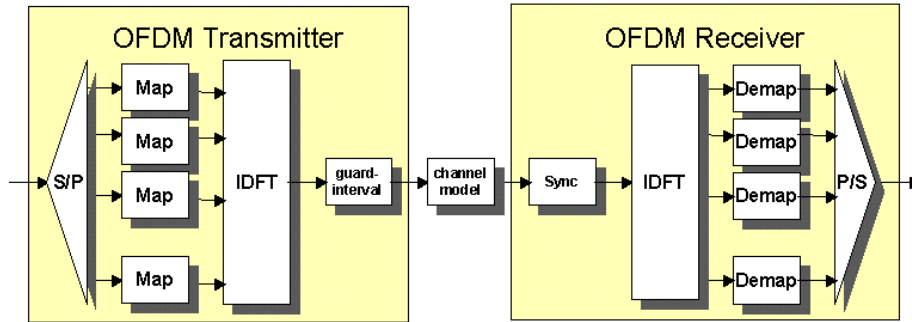 OFDM Transmitter
OFDM Receiver
Map
Map
Map
Map
S/P
IDFT
guard-
interval
channel
model
Sync
IDFT
Demap
Demap
Demap
Demap
P/S